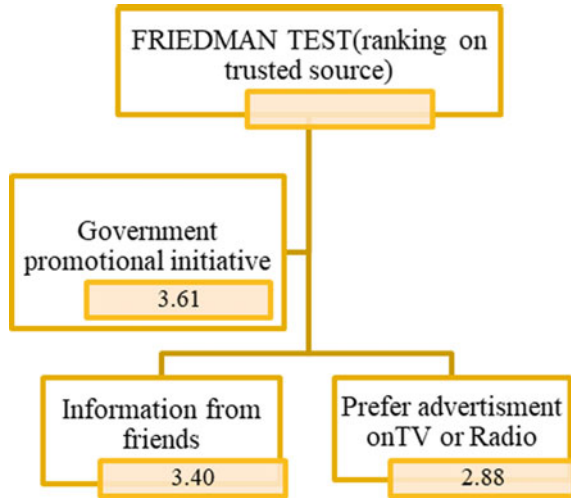 FRIEDMAN TEST(ranking on
trusted source)
Government
promotional initiative
3.61
Information from
friends
3.40
Prefer advertisment
onTV or Radio
2.88